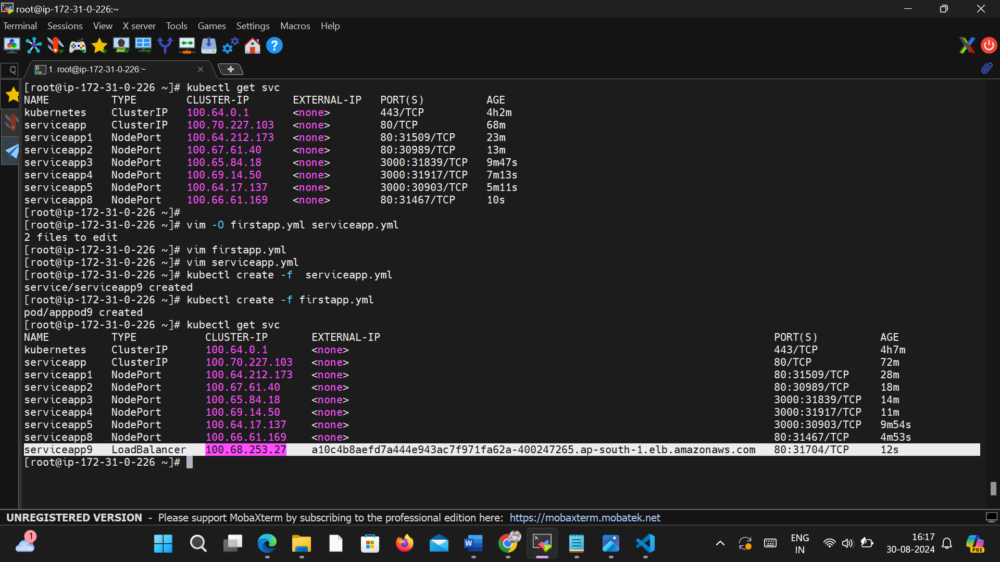 root@ip-172-31-0-226:~
Terminal Sessions View X server Tools Games Settings Macros Help
1. root@ip-172-31-0-226:~
[root@ip-172-31-0-226 ~]# kubectl get svc
NAME TYPE CLUSTER-IP EXTERNAL-IP PORT(S) AGE
kubernetes ClusterIP 100.64.0.1 <none> 443/TCP 4h2m
serviceapp ClusterIP 100.70.227.103 <none> 80/TCP 68m
serviceapp1 NodePort 100.64.212.173 <none> 80:31509/TCP 23m
serviceapp2 NodePort 100.67.61.40 <none> 80:30989/TCP 13m
serviceapp3 NodePort 100.65.84.18 <none> 3000:31839/TCP 9m47s
serviceapp4 NodePort 100.69.14.50 <none> 3000:31917/TCP 7m13s
serviceapp5 NodePort 100.64.17.137 <none> 3000:30903/TCP 5m11s
serviceapp8 NodePort 100.66.61.169 <none> 80:31467/TCP 10s
[root@ip-172-31-0-226 ~]#
[root@ip-172-31-0-226 ~]# vim -O firstapp.yml serviceapp.yml
2 files to edit
[root@ip-172-31-0-226 ~]# vim firstapp.yml
[root@ip-172-31-0-226 ~]# vim serviceapp.yml
[root@ip-172-31-0-226 ~]# kubectl create -f  serviceapp.yml
service/serviceapp9 created
[root@ip-172-31-0-226 ~]# kubectl create -f firstapp.yml
pod/apppod9 created
[root@ip-172-31-0-226 ~]# kubectl get svc
NAME TYPE CLUSTER-IP EXTERNAL-IP PORT(S) AGE
kubernetes ClusterIP 100.64.0.1 <none> 443/TCP 4h7m
serviceapp ClusterIP 100.70.227.103 <none> 80/TCP 72m
serviceapp1 NodePort 100.64.212.173 <none> 80:31509/TCP 28m
serviceapp2 NodePort 100.67.61.40 <none> 80:30989/TCP 18m
serviceapp3 NodePort 100.65.84.18 <none> 3000:31839/TCP 14m
serviceapp4 NodePort 100.69.14.50 <none> 3000:31917/TCP 11m
serviceapp5 NodePort 100.64.17.137 <none> 3000:30903/TCP 9m54s
serviceapp8 NodePort 100.66.61.169 <none> 80:31467/TCP 4m53s
serviceapp9 LoadBalancer 100.68.253.27 a10c4b8aefd7a444e943ac7f971fa62a-400247265.ap-south-1.elb.amazonaws.com 80:31704/TCP 12s
[root@ip-172-31-0-226 ~]#
UNREGISTERED VERSION - Please support MobaXterm by subscribing to the professional edition here: https://mobaxterm.mobatek.net
1
W
ENG
IN
16:17
30-08-2024
PRE